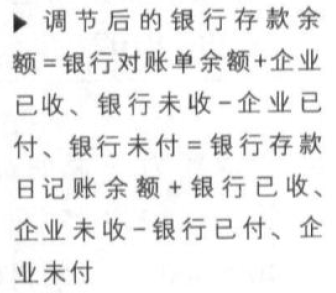 ▶ 调节后的银行存款余
额=银行对账单余额+企业
已收、银行未收-企业已
付、银行未付=银行存款
日记账余额+银行已收、
企业未收-银行已付、企
业未付